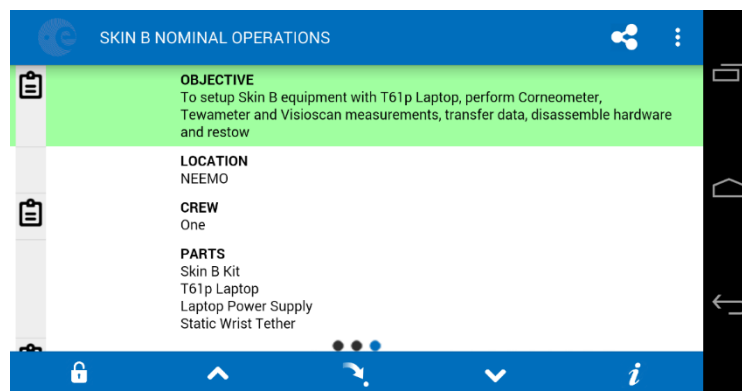 SKIN B NOMINAL OPERATIONS
OBJECTIVE
To setup Skin B equipment with T61p Laptop, perform Corneometer,
Tewameter and Visioscan measurements, transfer data, disassemble hardware
and restow
LOCATION
NEEMO
CREW
One
PARTS
Skin B Kit
T61p Laptop
Laptop Power Supply
Static Wrist Tether